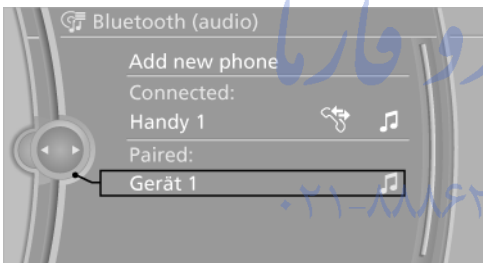 Bluetooth (audio)
Add new phone
Connected:
Handy 1
Paired:
Gerät 1